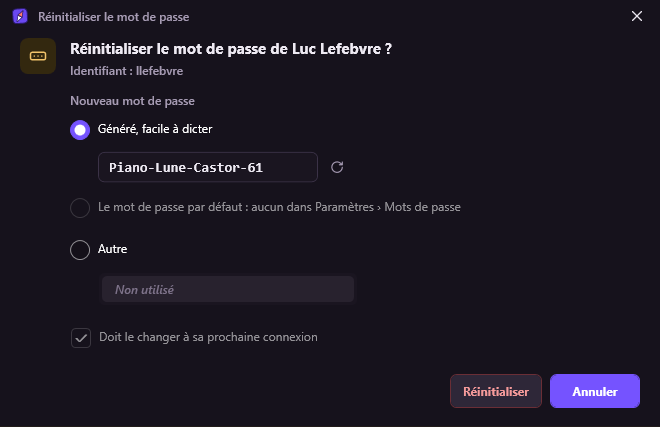 Réinitialiser le mot de passe
Réinitialiser le mot de passe de Luc Lefebvre ?
Identifiant : llefebvre
Nouveau mot de passe
Généré, facile à dicter
Piano-Lune-Castor-61
Le mot de passe par défaut : aucun dans Paramètres › Mots de passe
Autre
Non utilisé
Doit le changer à sa prochaine connexion
Réinitialiser
Annuler